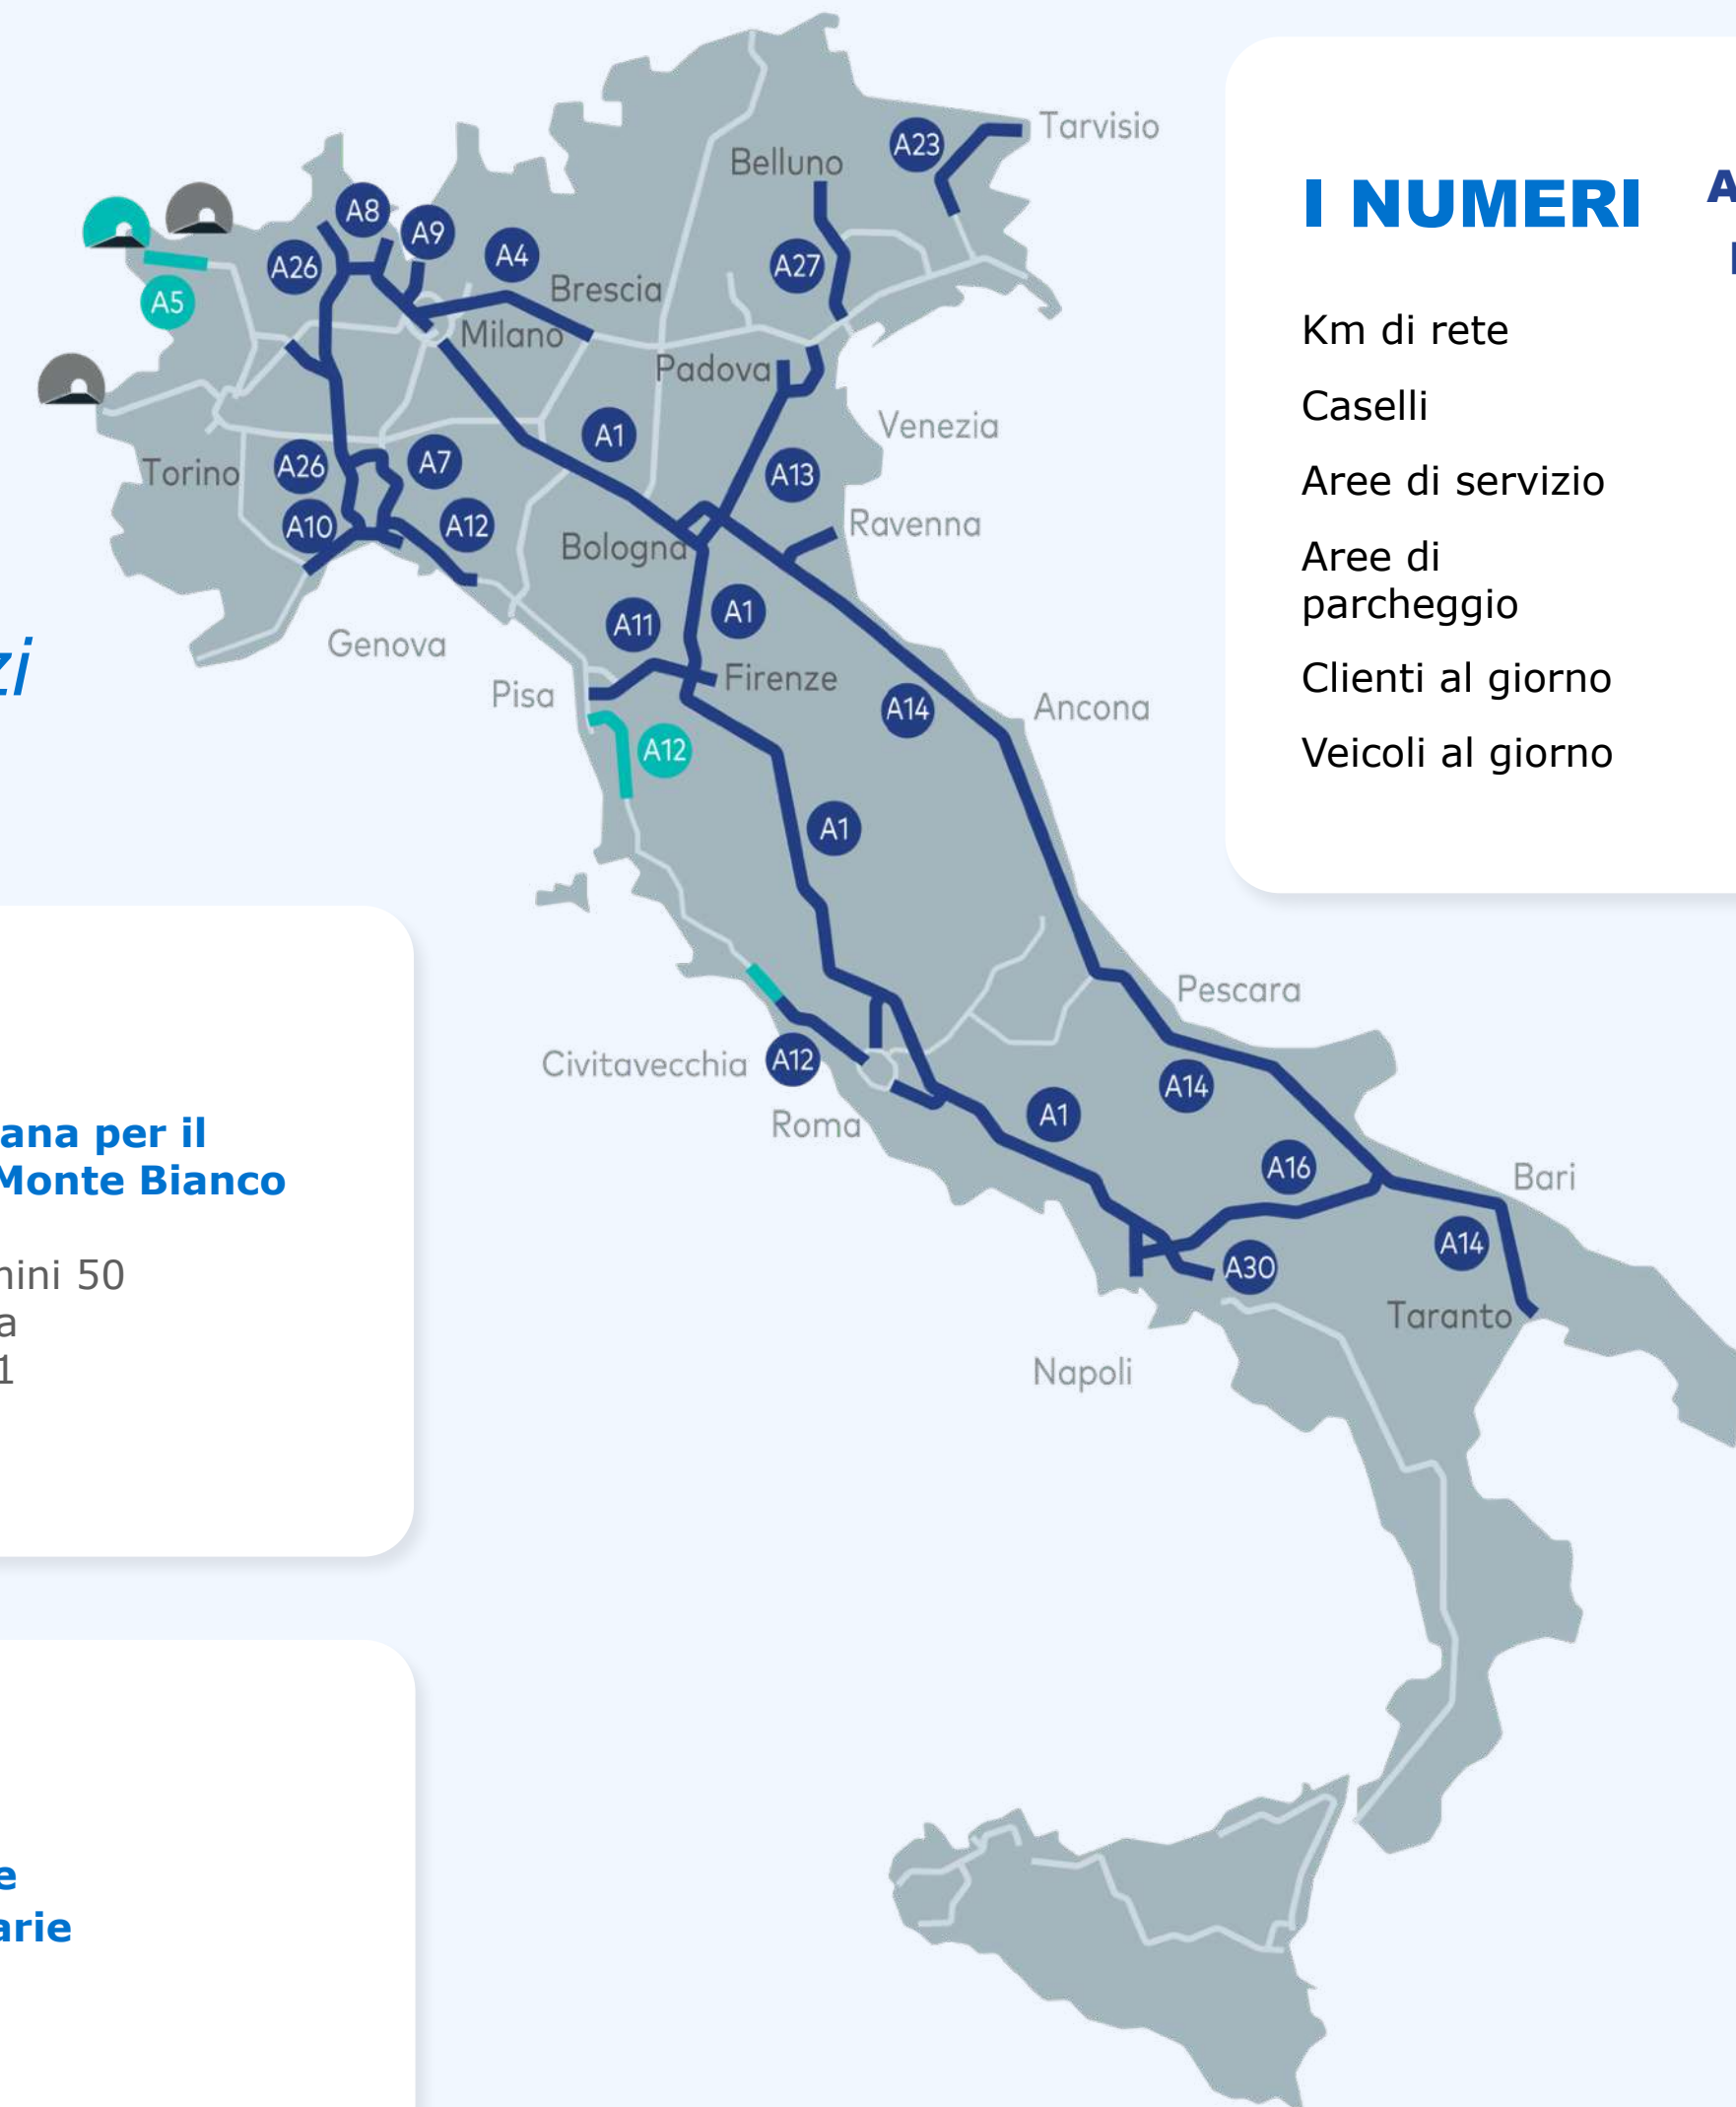 Tarvisio
A23
Belluno
A8
A9
A4
A26
A27
A5
Brescia
Milano
Padova
Venezia
A1
A13
Torino
A26
A7
A10
A12
Ravenna
Bologna
A11
A1
Genova
Firenze
Pisa
A14
Ancona
A12
A1
Pescara
Civitavecchia
A12
A14
A1
Roma
A16
Bari
A14
A30
Taranto
Napoli
I NUMERI
Km di rete
Caselli
Aree di servizio
Aree di
parcheggio
Clienti al giorno
Veicoli al giorno
zi
ana per il
Monte Bianco
nini 50
a
1
e
arie